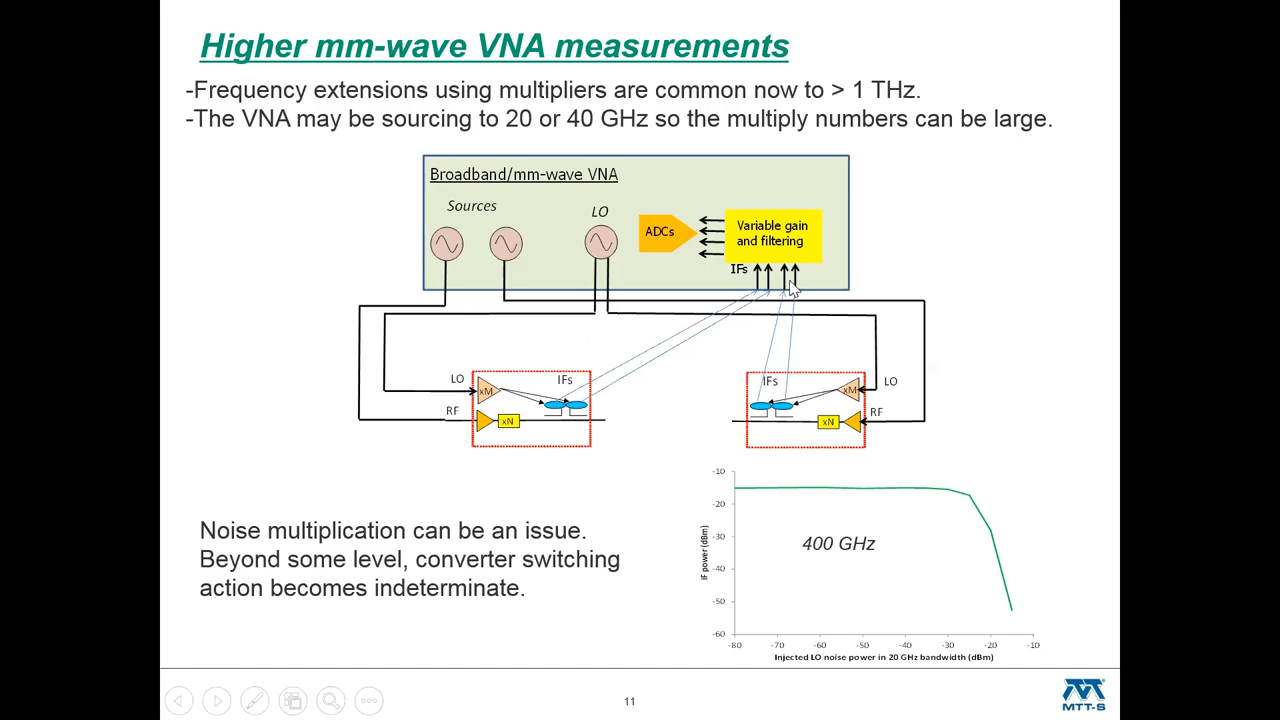 Higher mm-wave VNA measurements
-Frequency extensions using multipliers are common now to > 1 THz.
-The VNA may be sourcing to 20 or 40 GHz so the multiply numbers can be large.
Broadband/mm-wave VNA
Sources
LO
ADCs
Variable gain
and filtering
IFs
LO
IFs
xM
RF
xN
IFs
xM
LO
xN
RF
Noise multiplication can be an issue.
Beyond some level, converter switching
action becomes indeterminate.
400 GHz
IF power (dBm)
-10
-20
-30
-40
-50
-60
-80 -70 -60 -50 -40 -30 -20 -10
Injected LO noise power in 20 GHz bandwidth (dBm)
11
MTT-S